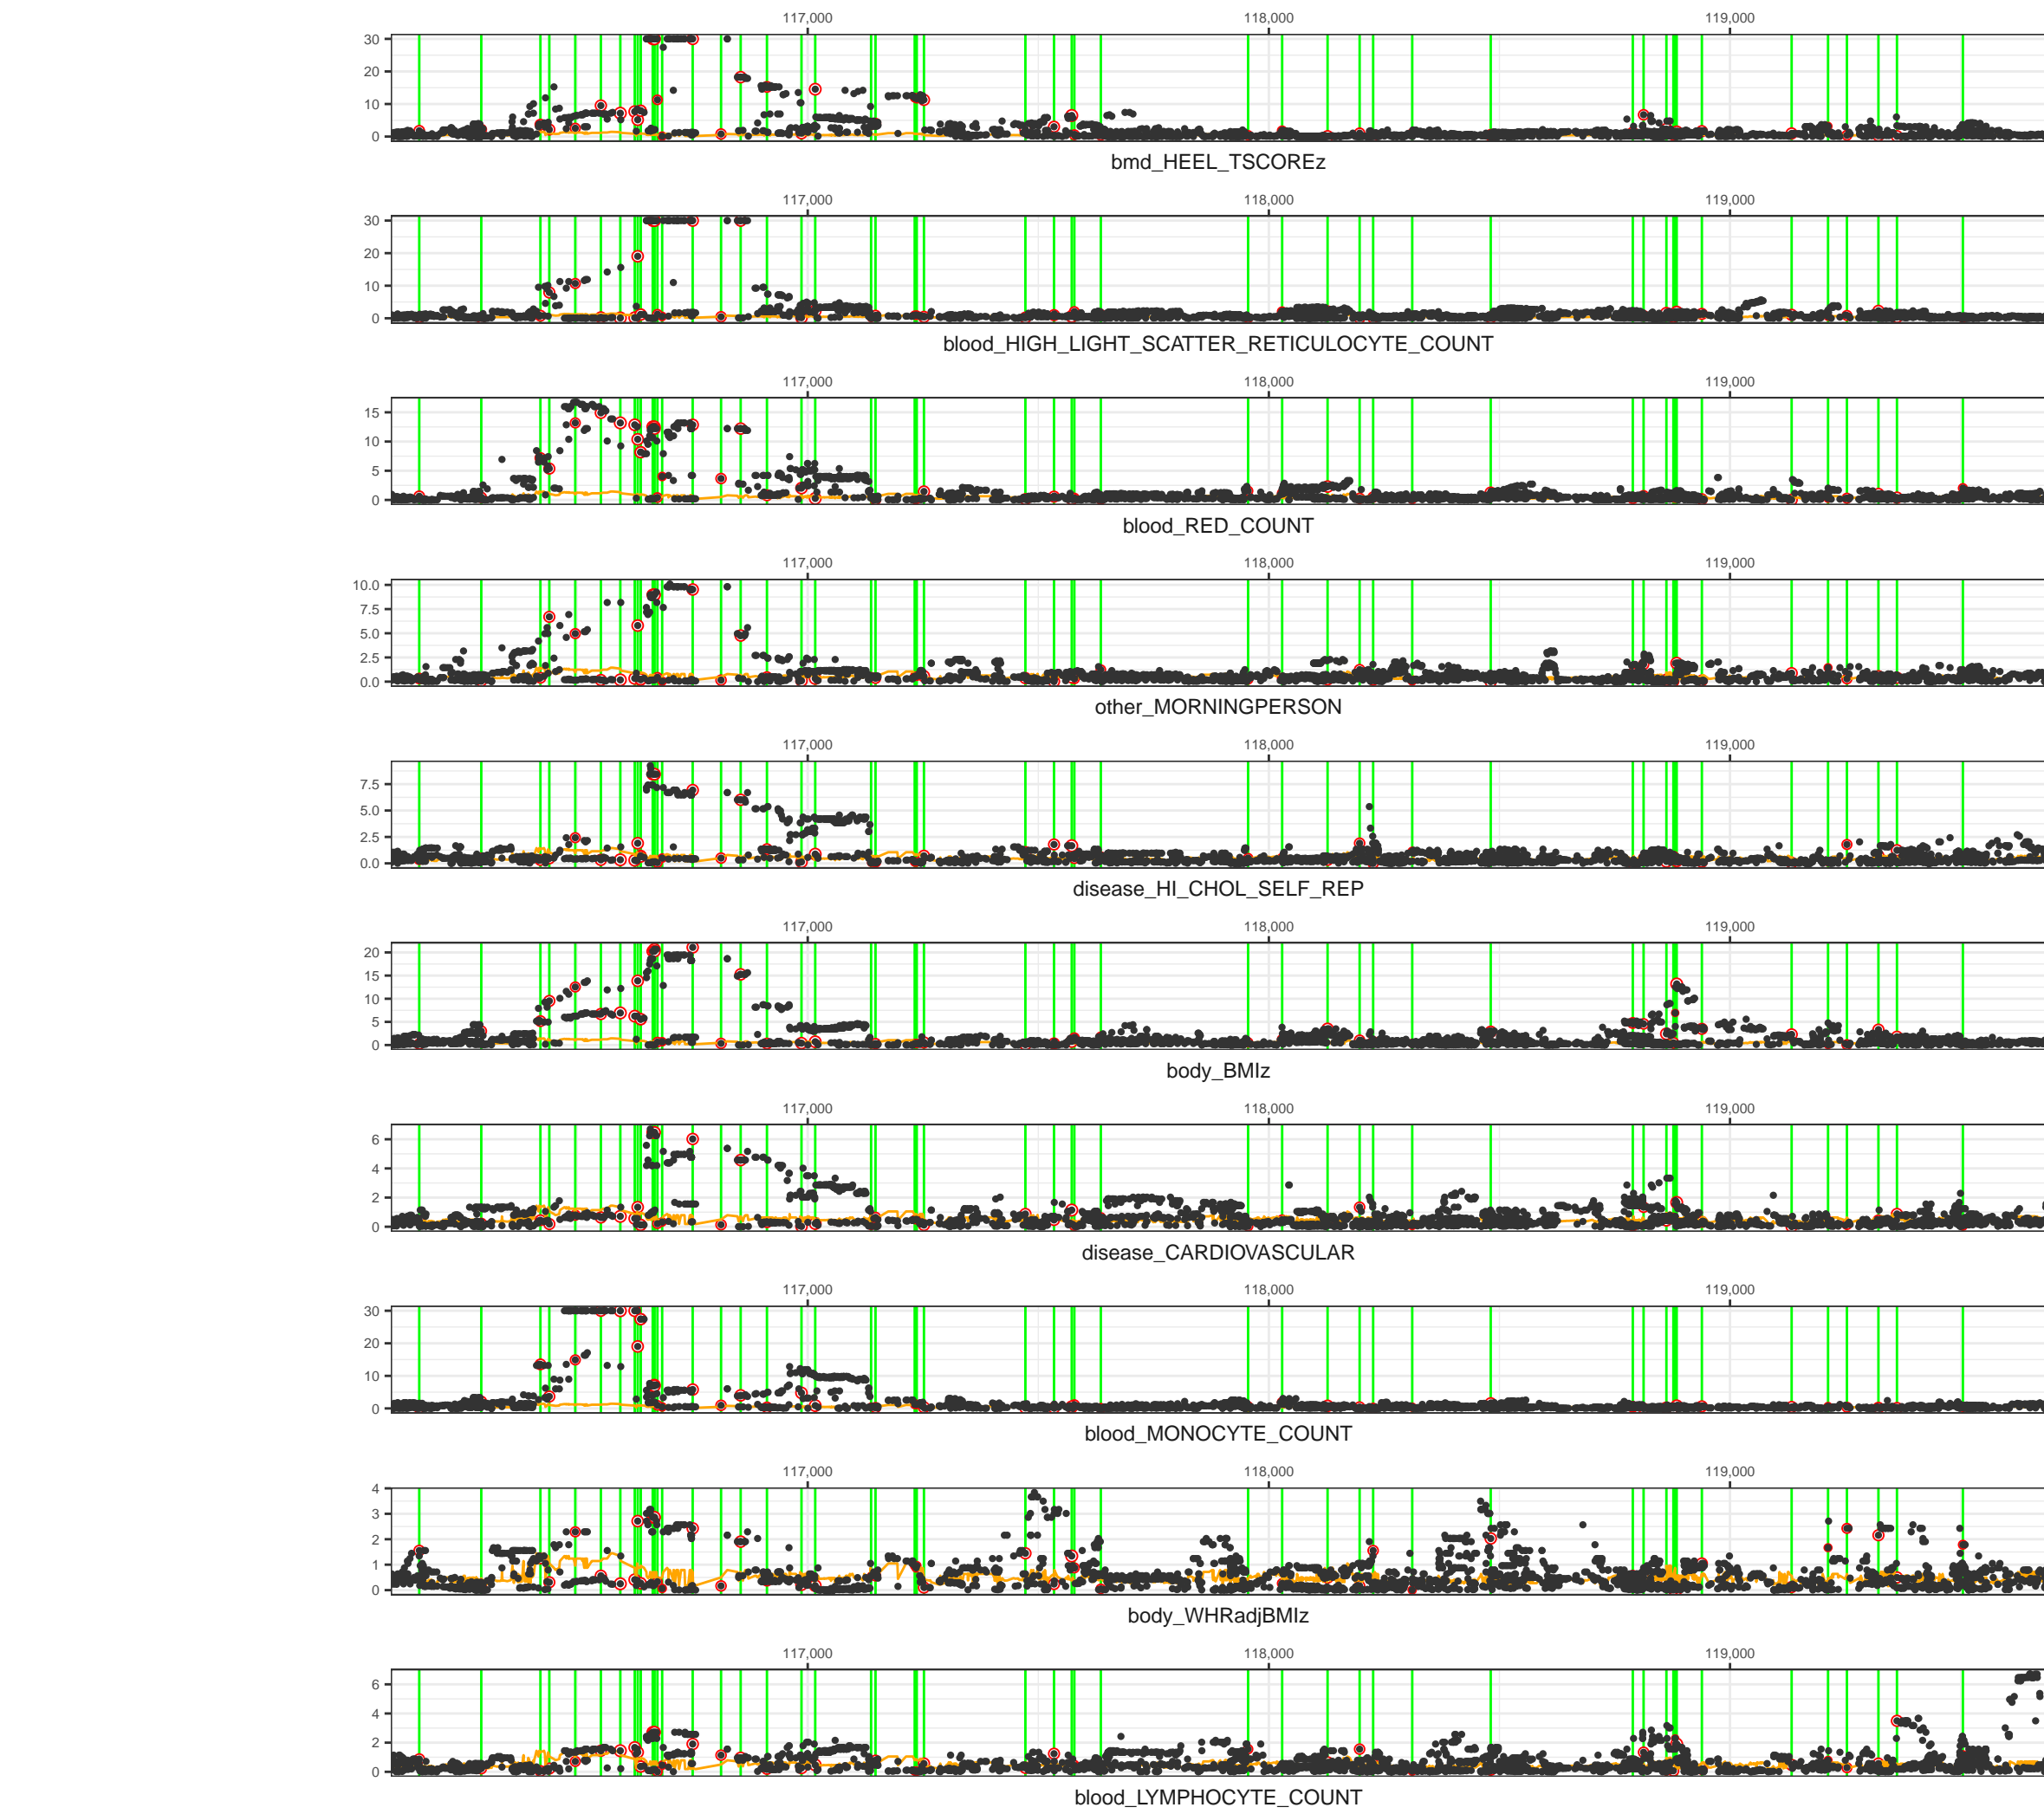 117,000 118,000 119,000
30
20
10
0
bmd_HEEL_TSCOREz
117,000 118,000 119,000
30
20
10
0
blood_HIGH_LIGHT_SCATTER_RETICULOCYTE_COUNT
117,000 118,000 119,000
15
10
5
0
blood_RED_COUNT
117,000 118,000 119,000
10.0
7.5
5.0
2.5
0.0
other_MORNINGPERSON
117,000 118,000 119,000
7.5
5.0
2.5
0.0
disease_HI_CHOL_SELF_REP
117,000 118,000 119,000
20
15
10
5
0
body_BMIz
117,000 118,000 119,000
6
4
2
0
disease_CARDIOVASCULAR
117,000 118,000 119,000
30
20
10
0
blood_MONOCYTE_COUNT
117,000 118,000 119,000
4
3
2
1
0
body_WHRadjBMIz
117,000 118,000 119,000
6
4
2
0
blood_LYMPHOCYTE_COUNT